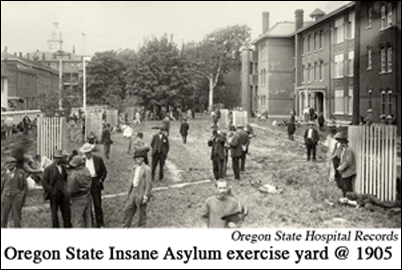 Oregon State Hospital Records
Oregon State Insane Asylum exercise yard @ 1905